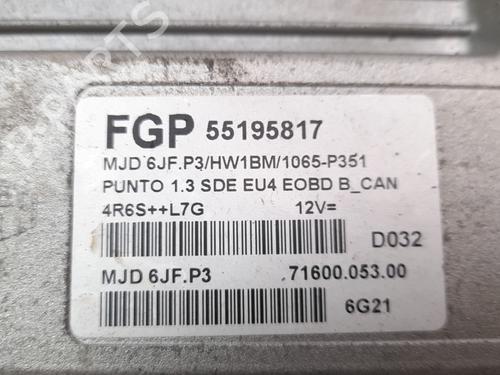 FGP 55195817
MJD 6JF.P3/HW1BM/1065-P351
PUNTO 1.3 SDE EU4 EOBD B_CAN
4R6S++L7G 12V=
D032
MJD 6JF.P3 71600.053.00
6G21